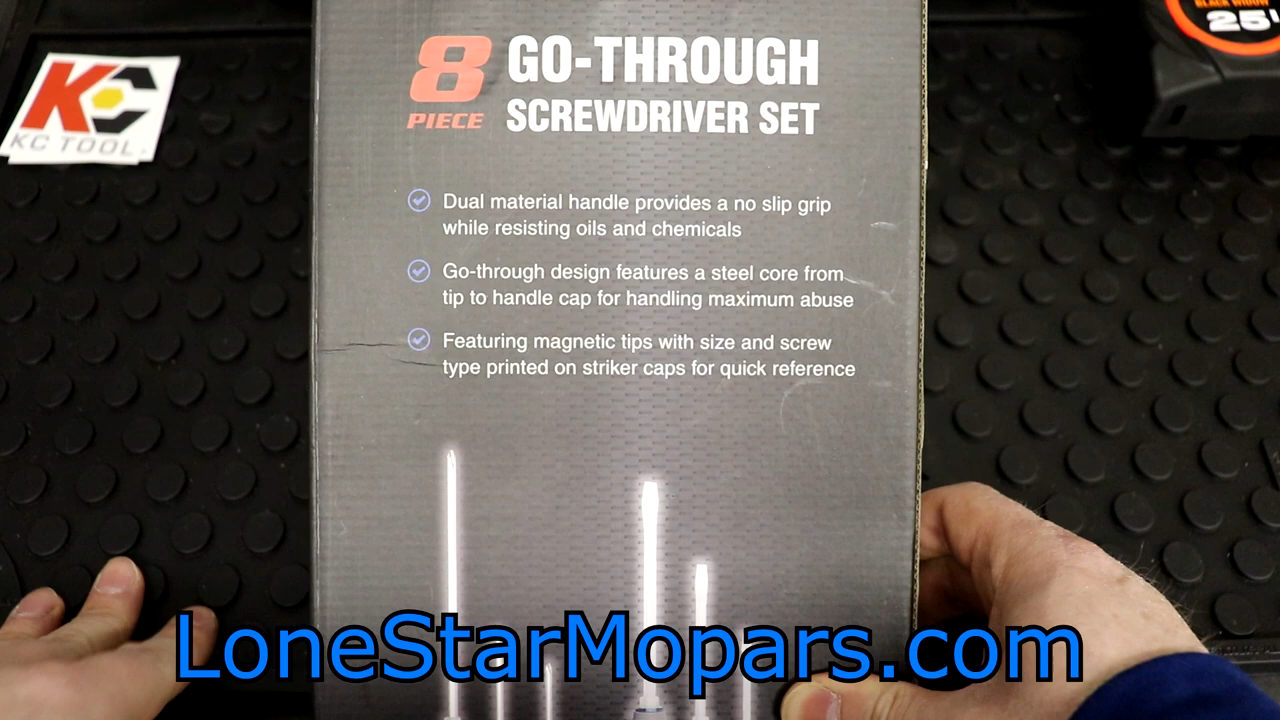 KC
KC TOOL.
BLACK WIDOW
25'
8
PIECE
GO-THROUGH
SCREWDRIVER SET
Dual material handle provides a no slip grip
while resisting oils and chemicals
Go-through design features a steel core from
tip to handle cap for handling maximum abuse
Featuring magnetic tips with size and screw
type printed on striker caps for quick reference
LoneStarMopars.com